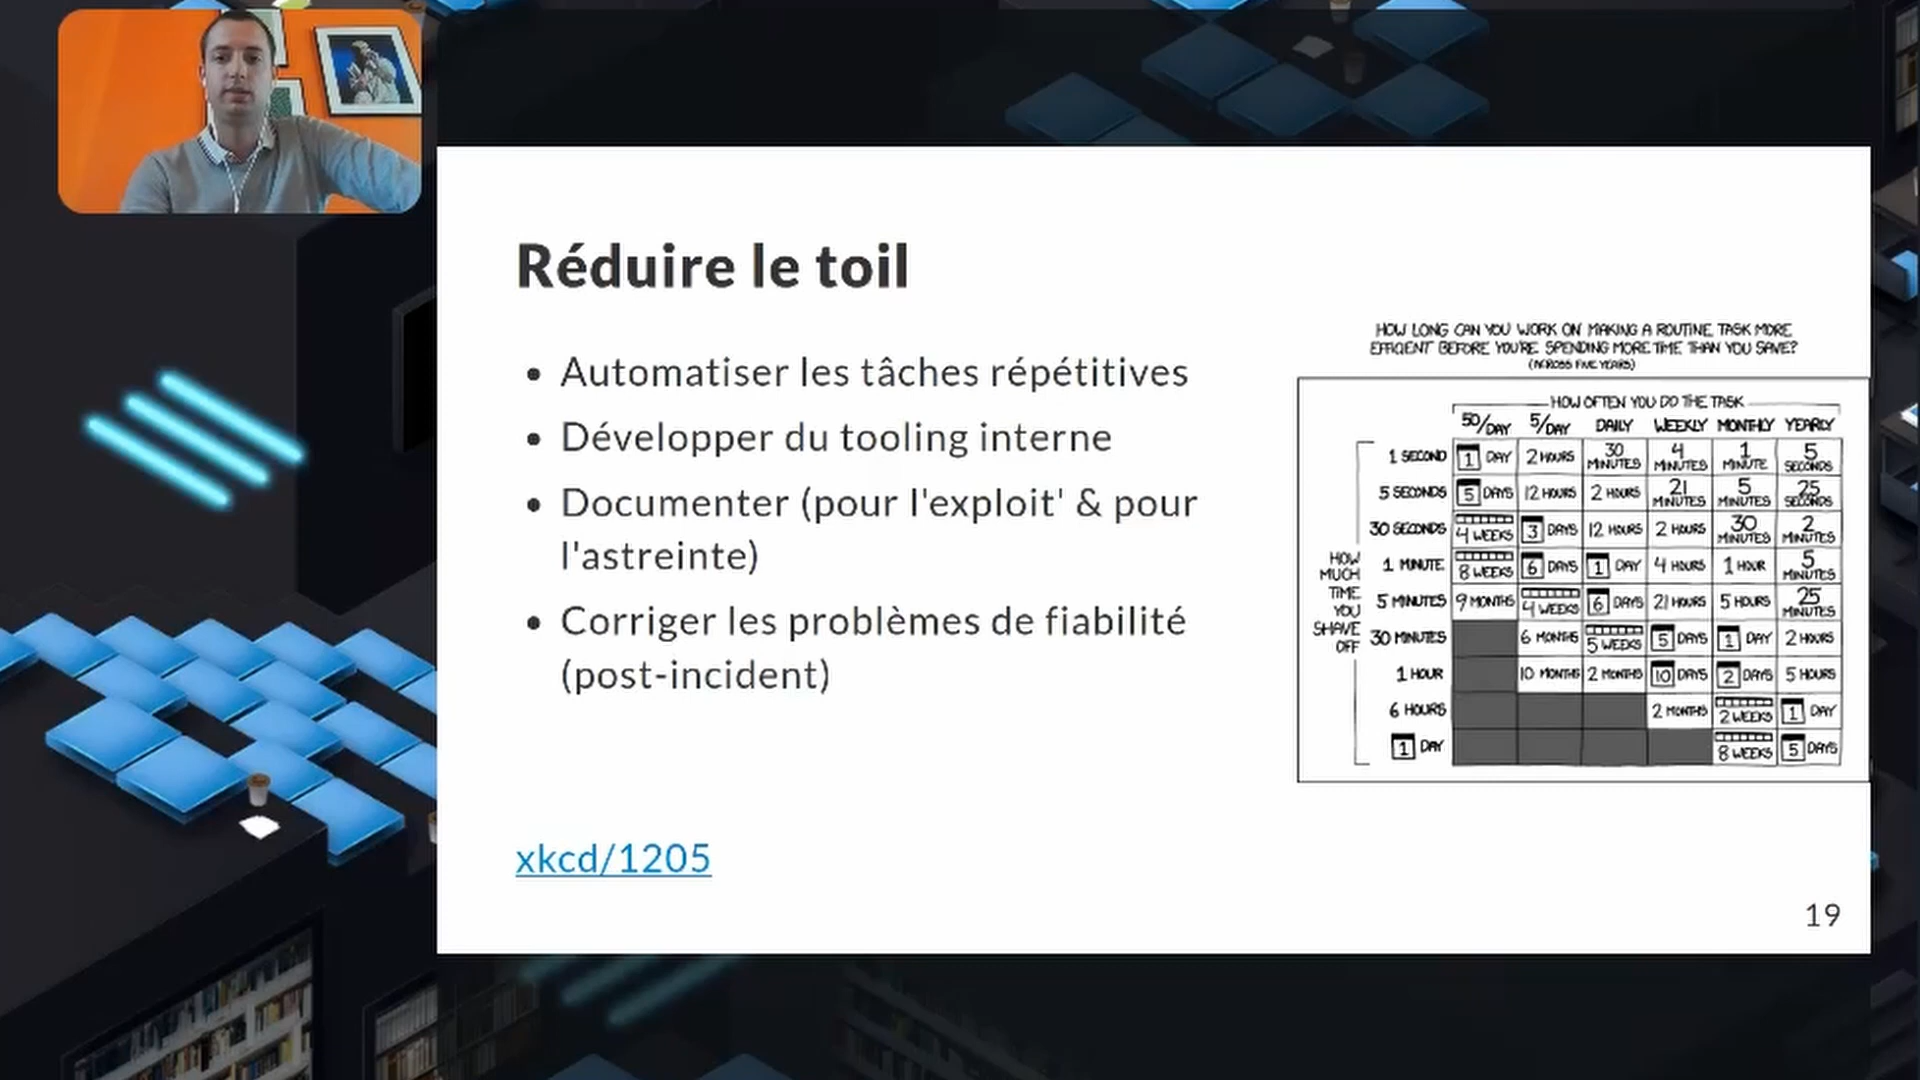 Réduire le toil
• Automatiser les tâches répétitives
• Développer du tooling interne
• Documenter (pour l'exploit' & pour
l'astreinte)
• Corriger les problèmes de fiabilité
(post-incident)
xkcd/1205
HOW LONG CAN YOU WORK ON MAKING A ROUTINE TASK MORE
EFFICIENT BEFORE YOU'RE SPENDING MORE TIME THAN YOU SAVE?
(ACROSS FIVE YEARS)
HOW OFTEN YOU DO THE TASK
50/DAY 5/DAY DAILY WEEKLY MONTHLY YEARLY
HOW MUCH TIME YOU SHAVE OFF
1 SECOND 1 DAY 2 HOURS 30 MINUTES 4 MINUTES 1 MINUTE 5 SECONDS
5 SECONDS 5 DAYS 12 HOURS 2 HOURS 21 MINUTES 5 MINUTES 25 SECONDS
30 SECONDS 4 WEEKS 3 DAYS 12 HOURS 2 HOURS 30 MINUTES 2 MINUTES
1 MINUTE 8 WEEKS 6 DAYS 1 DAY 4 HOURS 1 HOUR 5 MINUTES
5 MINUTES 9 MONTHS 4 WEEKS 6 DAYS 21 HOURS 5 HOURS 25 MINUTES
30 MINUTES 6 MONTHS 5 WEEKS 5 DAYS 1 DAY 2 HOURS
1 HOUR 10 MONTHS 2 MONTHS 10 DAYS 2 DAYS 5 HOURS
6 HOURS 2 MONTHS 2 WEEKS 1 DAY
1 DAY 8 WEEKS 5 DAYS
19